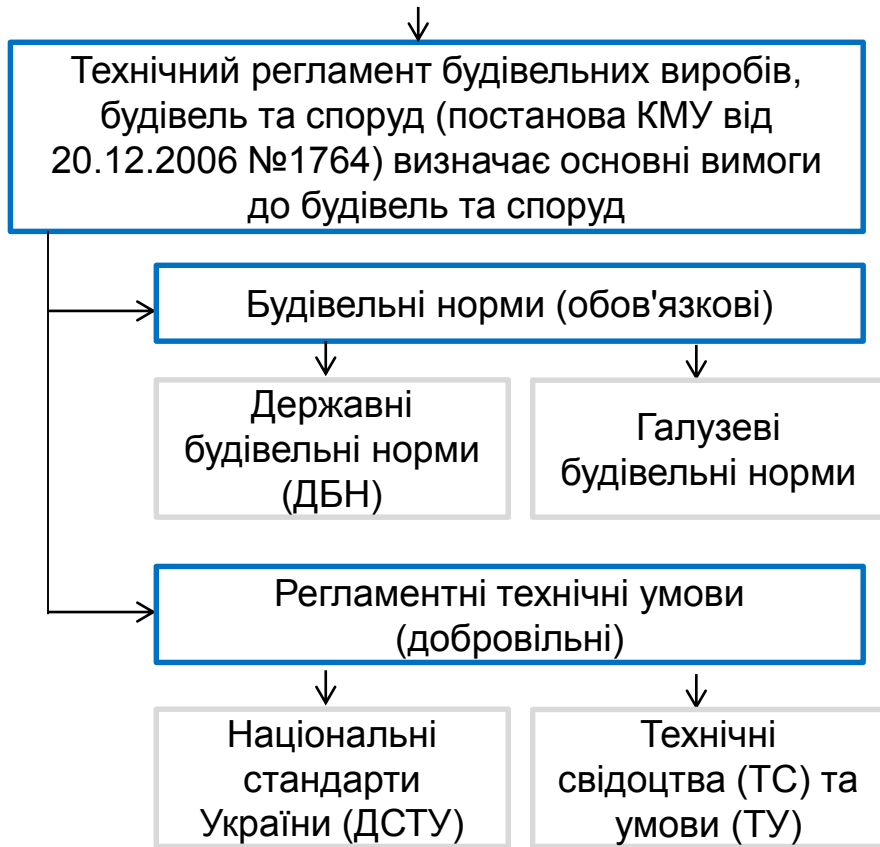 Технічний регламент будівельних виробів,
будівель та споруд (постанова КМУ від
20.12.2006 №1764) визначає основні вимоги
до будівель та споруд
Будівельні норми (обов'язкові)
Державні
будівельні норми
(ДБН)
Галузеві
будівельні норми
Регламентні технічні умови
(добровільні)
Національні
стандарти
України (ДСТУ)
Технічні
свідоцтва (ТС) та
умови (ТУ)